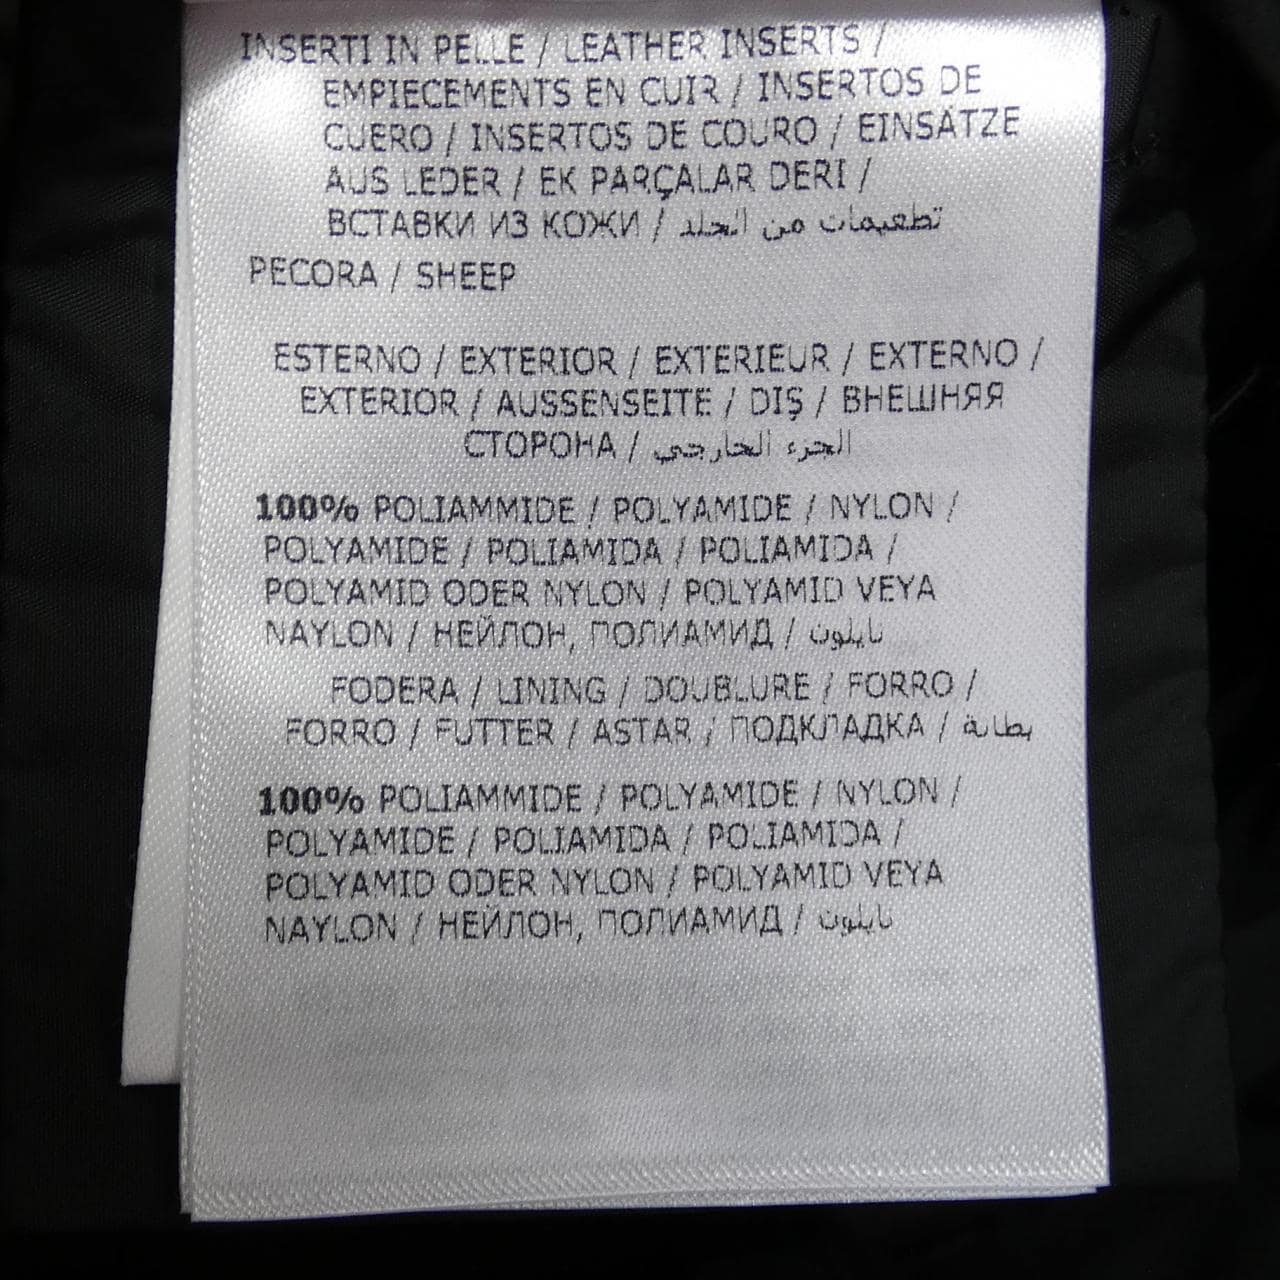 INSERTI IN PELLE / LEATHER INSERTS /
EMPIECEMENTS EN CUIR / INSERTOS DE
CUERO / INSERTOS DE COURO / EINSÄTZE
AUS LEDER / EK PARÇALAR DERI /
ВСТАВКИ ИЗ КОЖИ / تطعيمات من الجلد
PECORA / SHEEP
ESTERNO / EXTERIOR / EXTERIEUR / EXTERNO /
EXTERIOR / AUSSENSEITE / DIŞ / ВНЕШНЯЯ
СТОРОНА / الجزء الخارجي
100% POLIAMMIDE / POLYAMIDE / NYLON /
POLYAMIDE / POLIAMIDA / POLIAMIDA /
POLYAMID ODER NYLON / POLYAMID VEYA
NAYLON / НЕЙЛОН, ПОЛИАМИД / نايلون
FODERA / LINING / DOUBLURE / FORRO /
FORRO / FUTTER / ASTAR / ПОДКЛАДКА / بطانة
100% POLIAMMIDE / POLYAMIDE / NYLON /
POLYAMIDE / POLIAMIDA / POLIAMIDA /
POLYAMID ODER NYLON / POLYAMID VEYA
NAYLON / НЕЙЛОН, ПОЛИАМИД / نايلون